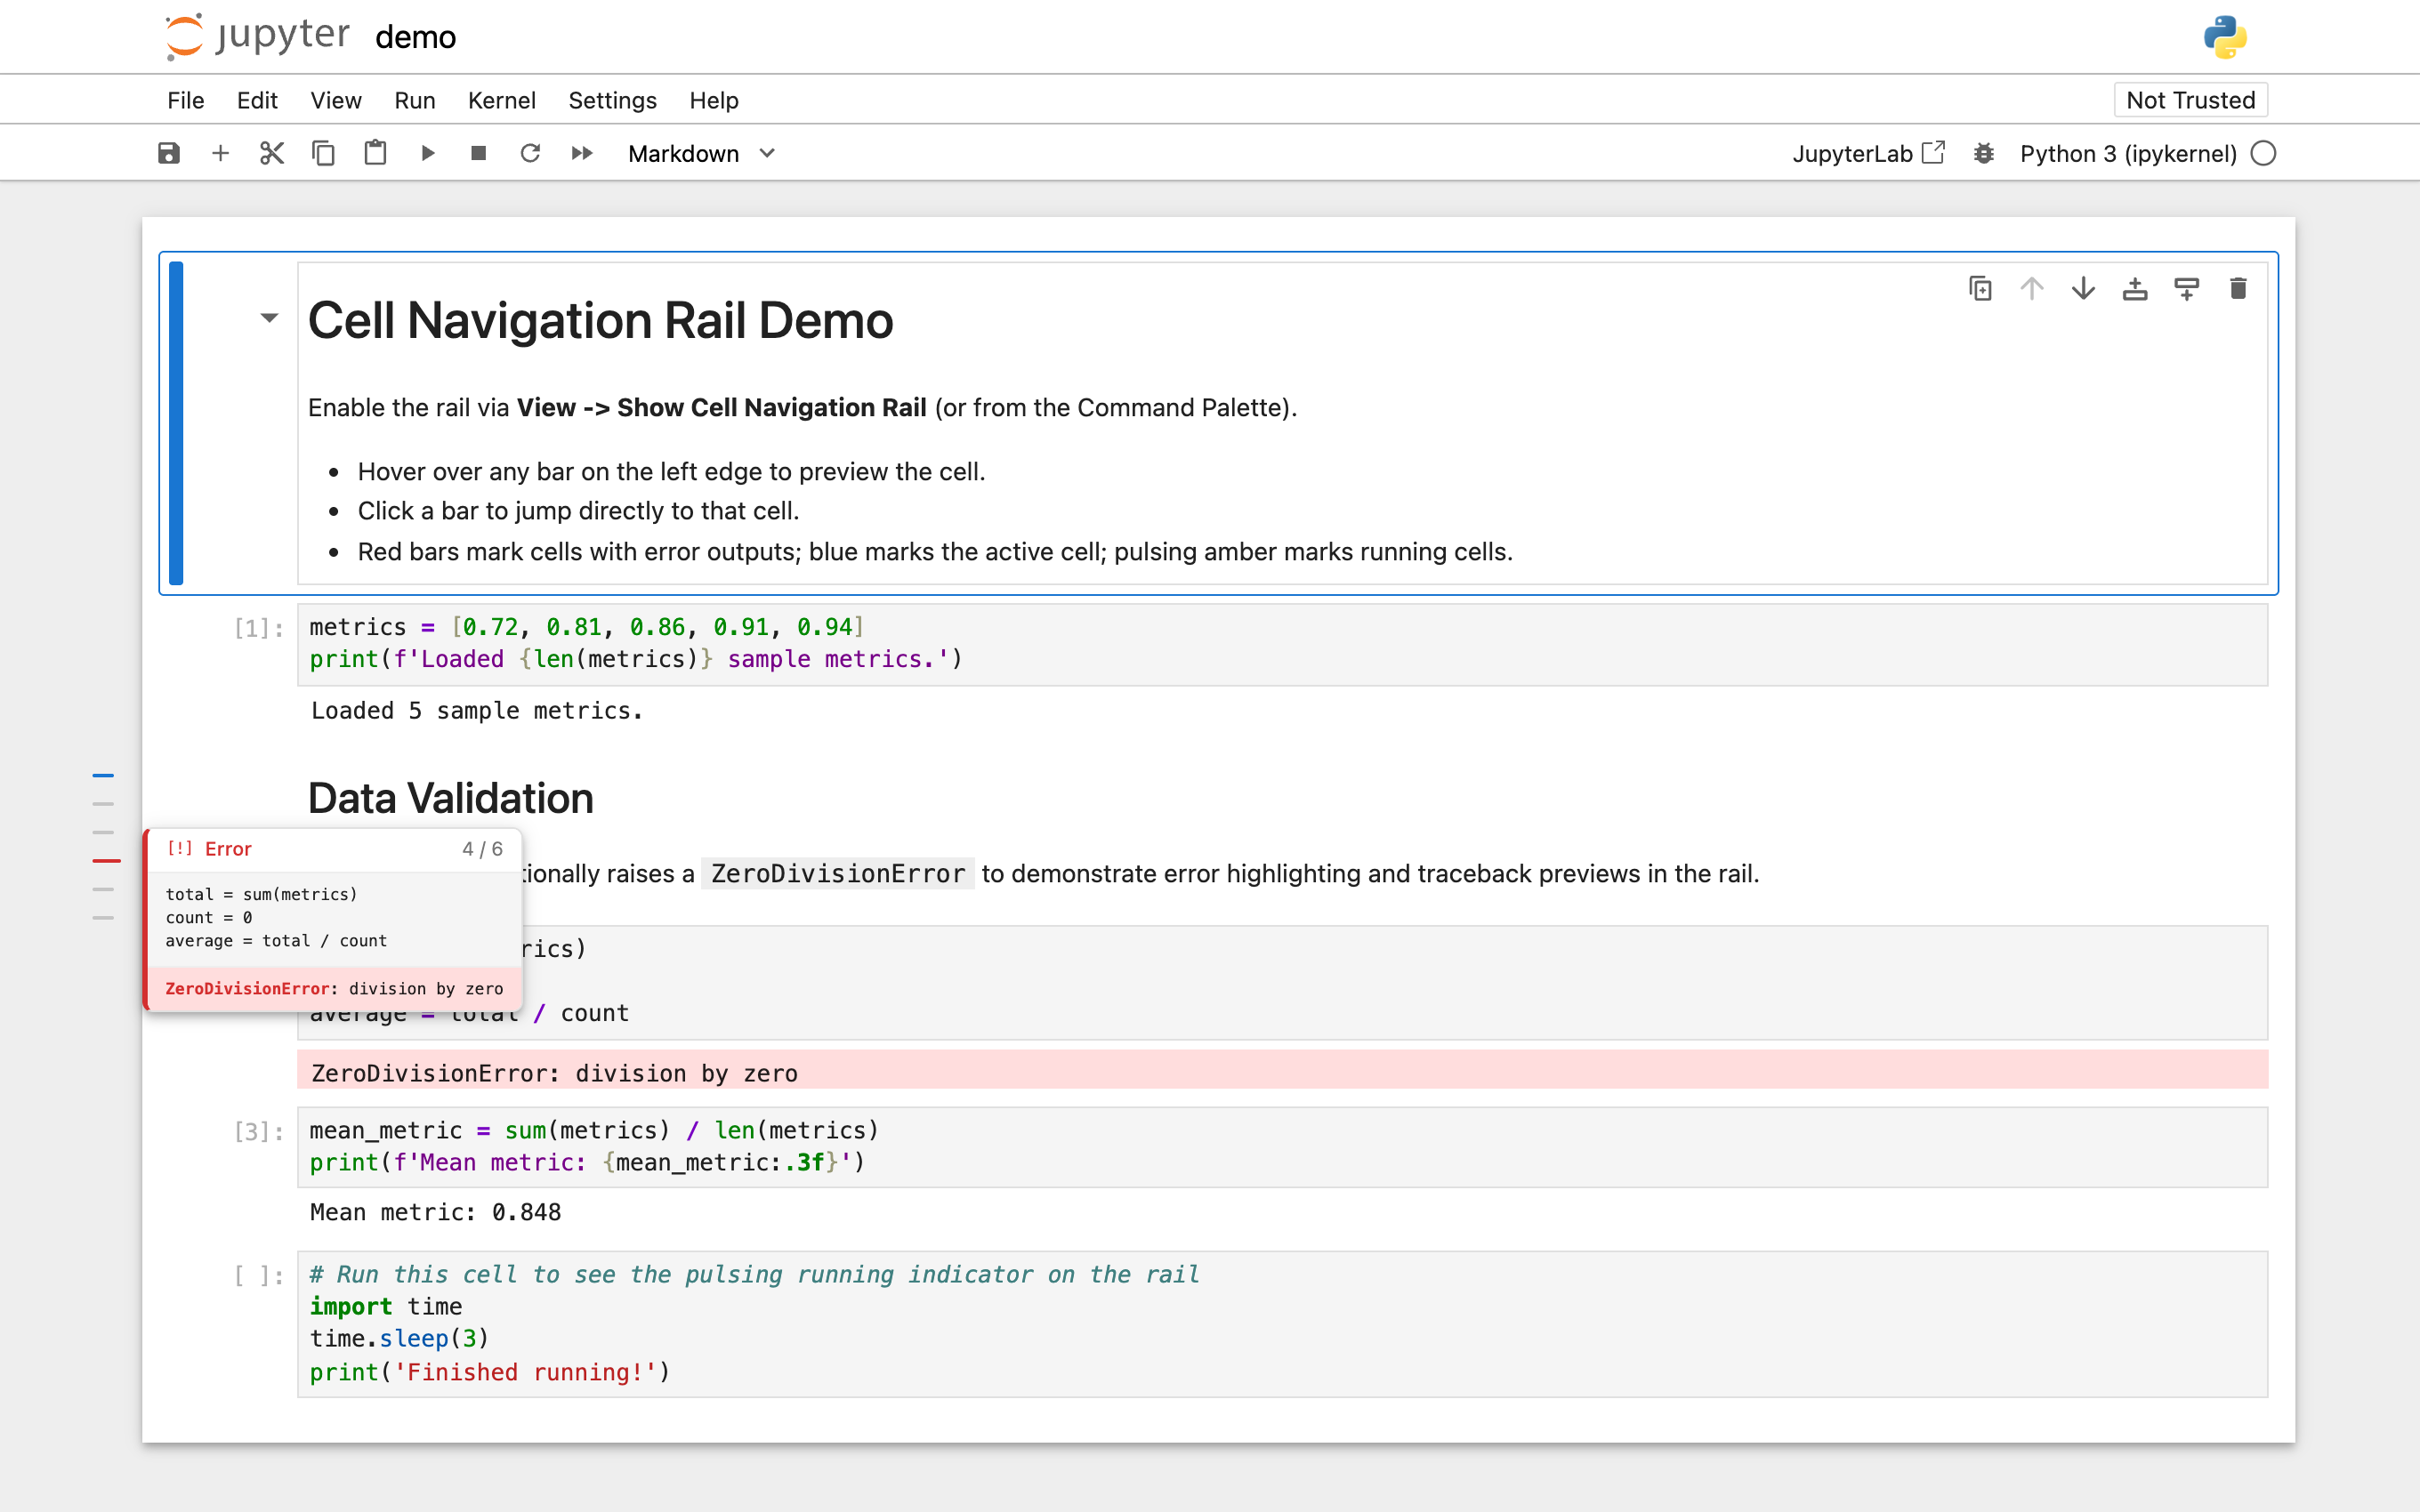 jupyter demo
File Edit View Run Kernel Settings Help Not Trusted
Markdown JupyterLab Python 3 (ipykernel)
Cell Navigation Rail Demo
Enable the rail via View -> Show Cell Navigation Rail (or from the Command Palette).
• Hover over any bar on the left edge to preview the cell.
• Click a bar to jump directly to that cell.
• Red bars mark cells with error outputs; blue marks the active cell; pulsing amber marks running cells.
[1]: metrics = [0.72, 0.81, 0.86, 0.91, 0.94]
print(f'Loaded {len(metrics)} sample metrics.')
Loaded 5 sample metrics.
Data Validation
[!] Error 4 / 6
total = sum(metrics)
count = 0
average = total / count
ZeroDivisionError: division by zero
raises a ZeroDivisionError to demonstrate error highlighting and traceback previews in the rail.
average = total / count
ZeroDivisionError: division by zero
[3]: mean_metric = sum(metrics) / len(metrics)
print(f'Mean metric: {mean_metric:.3f}')
Mean metric: 0.848
[ ]: # Run this cell to see the pulsing running indicator on the rail
import time
time.sleep(3)
print('Finished running!')